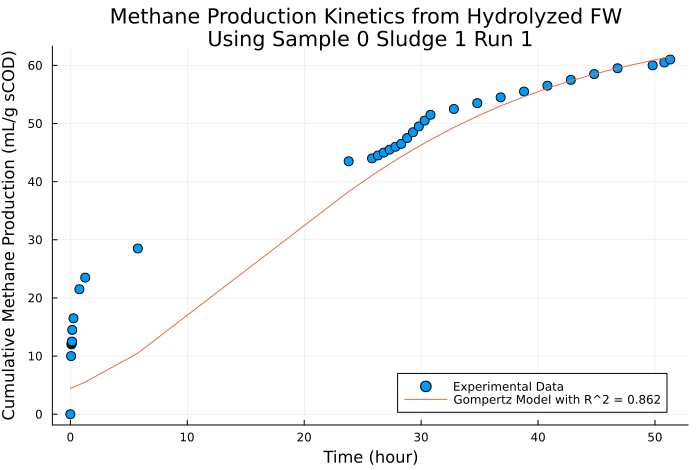 Methane Production Kinetics from Hydrolyzed FW
Using Sample 0 Sludge 1 Run 1
Cumulative Methane Production (mL/g sCOD)
60
50
40
30
20
10
0
Experimental Data
Gompertz Model with R^2 = 0.862
0 10 20 30 40 50
Time (hour)